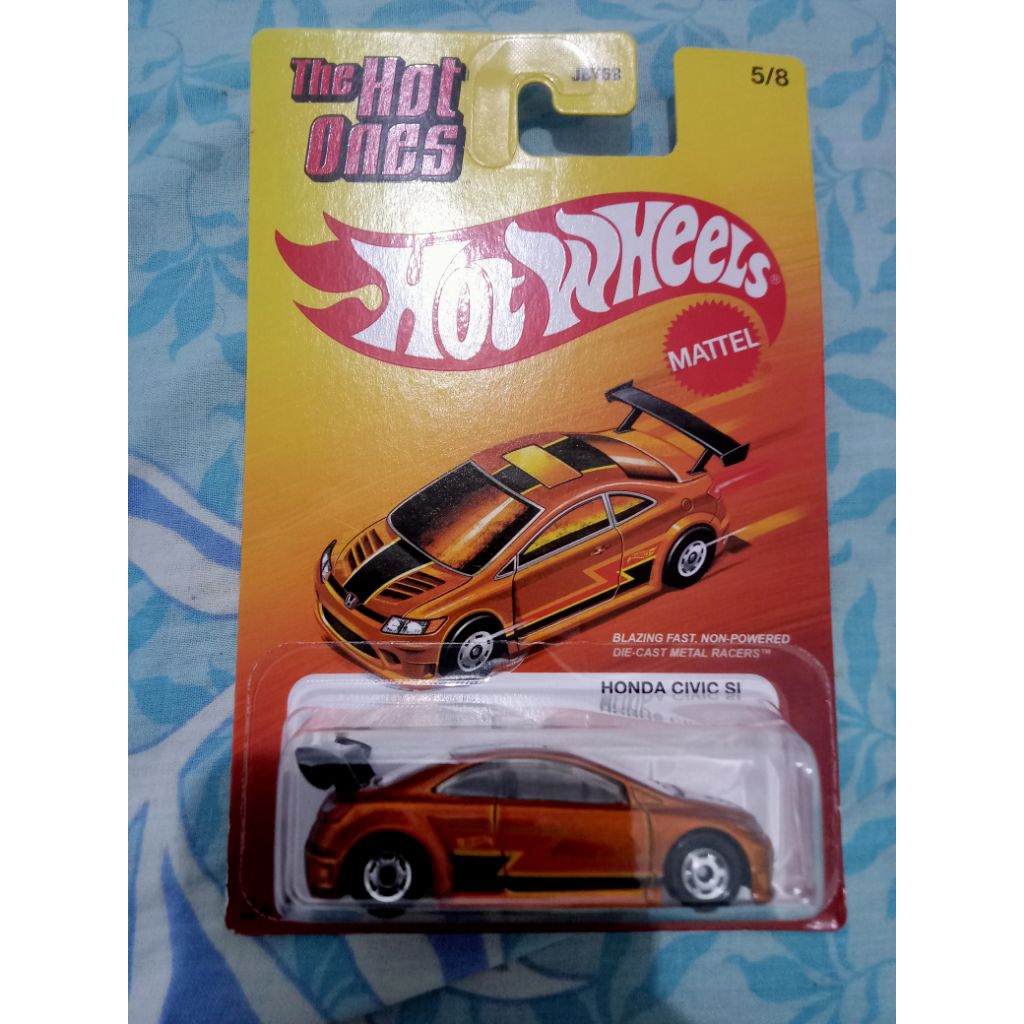 The Hot
Ones
5/8
HOT WHEELS®
MATTEL
BLAZING FAST, NON-POWERED
DIE-CAST METAL RACERS™
HONDA CIVIC SI